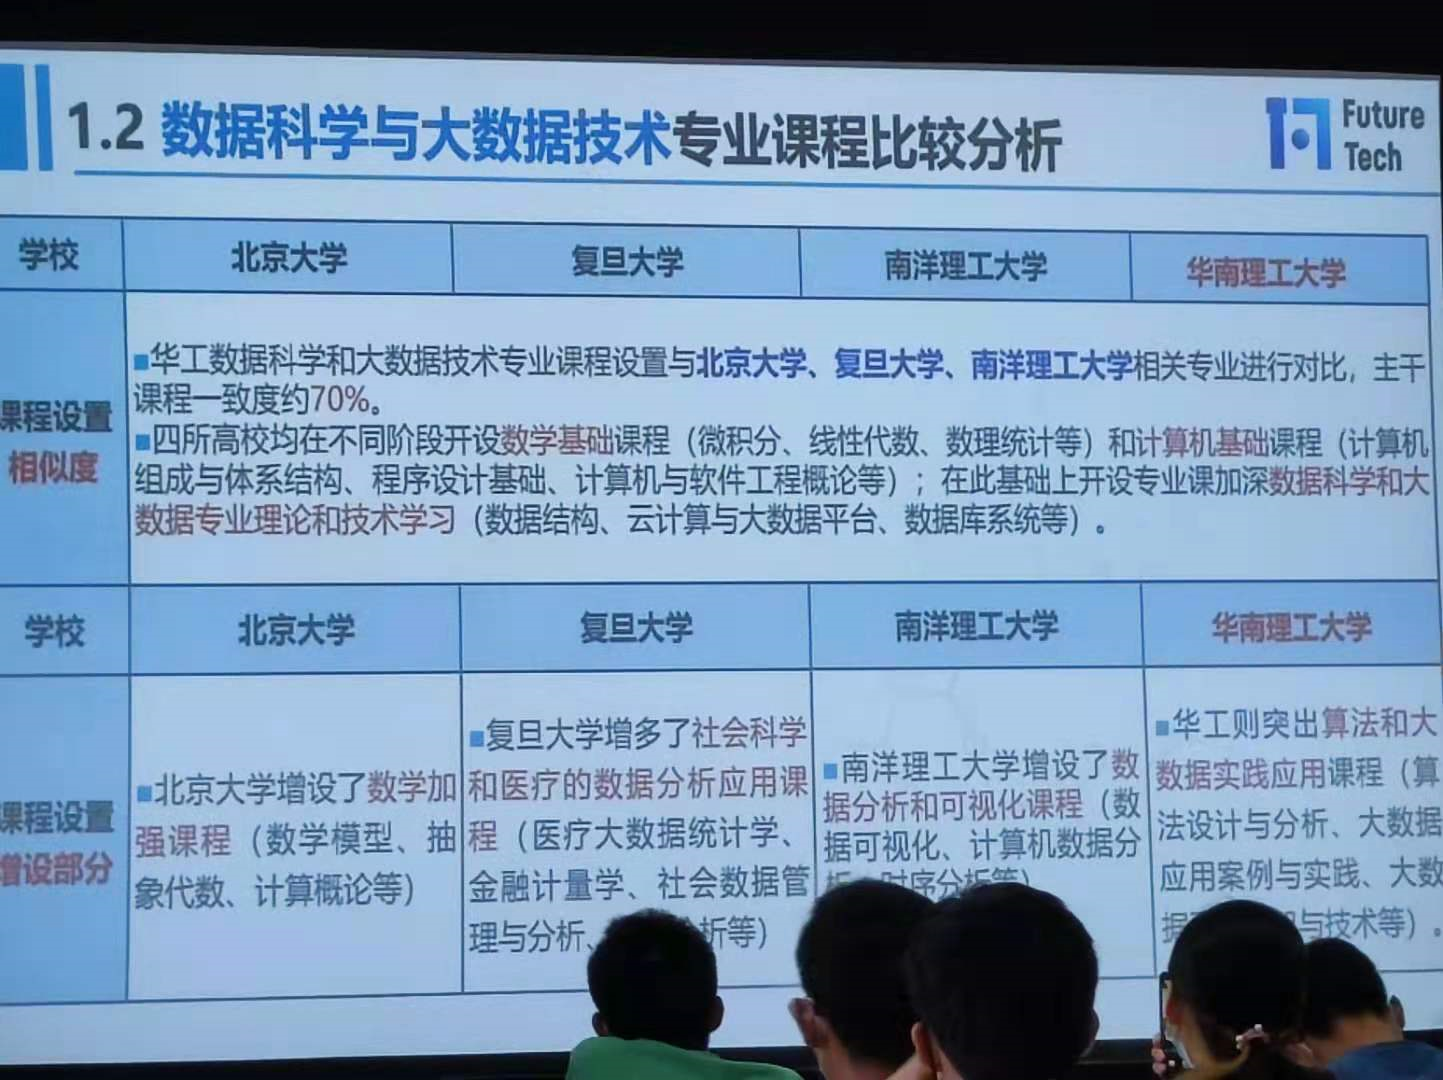 1.2 数据科学与大数据技术专业课程比较分析
Future
Tech
学校
北京大学
复旦大学
南洋理工大学
华南理工大学
课程设置
相似度
■华工数据科学和大数据技术专业课程设置与北京大学、复旦大学、南洋理工大学相关专业进行对比，主干
课程一致度约70%。
■四所高校均在不同阶段开设数学基础课程（微积分、线性代数、数理统计等）和计算机基础课程（计算机
组成与体系结构、程序设计基础、计算机与软件工程概论等）；在此基础上开设专业课加深数据科学和大
数据专业理论和技术学习（数据结构、云计算与大数据平台、数据库系统等）。
学校
北京大学
复旦大学
南洋理工大学
华南理工大学
课程设置
增设部分
■北京大学增设了数学加
强课程（数学模型、抽
象代数、计算概论等）
■复旦大学增多了社会科学
和医疗的数据分析应用课
程（医疗大数据统计学、
金融计量学、社会数据管
理与分析、 析等）
■南洋理工大学增设了数
据分析和可视化课程（数
据可视化、计算机数据分
析、时序分析等）
■华工则突出算法和大
数据实践应用课程（算
法设计与分析、大数据
应用案例与实践、大数
据 与技术等）。